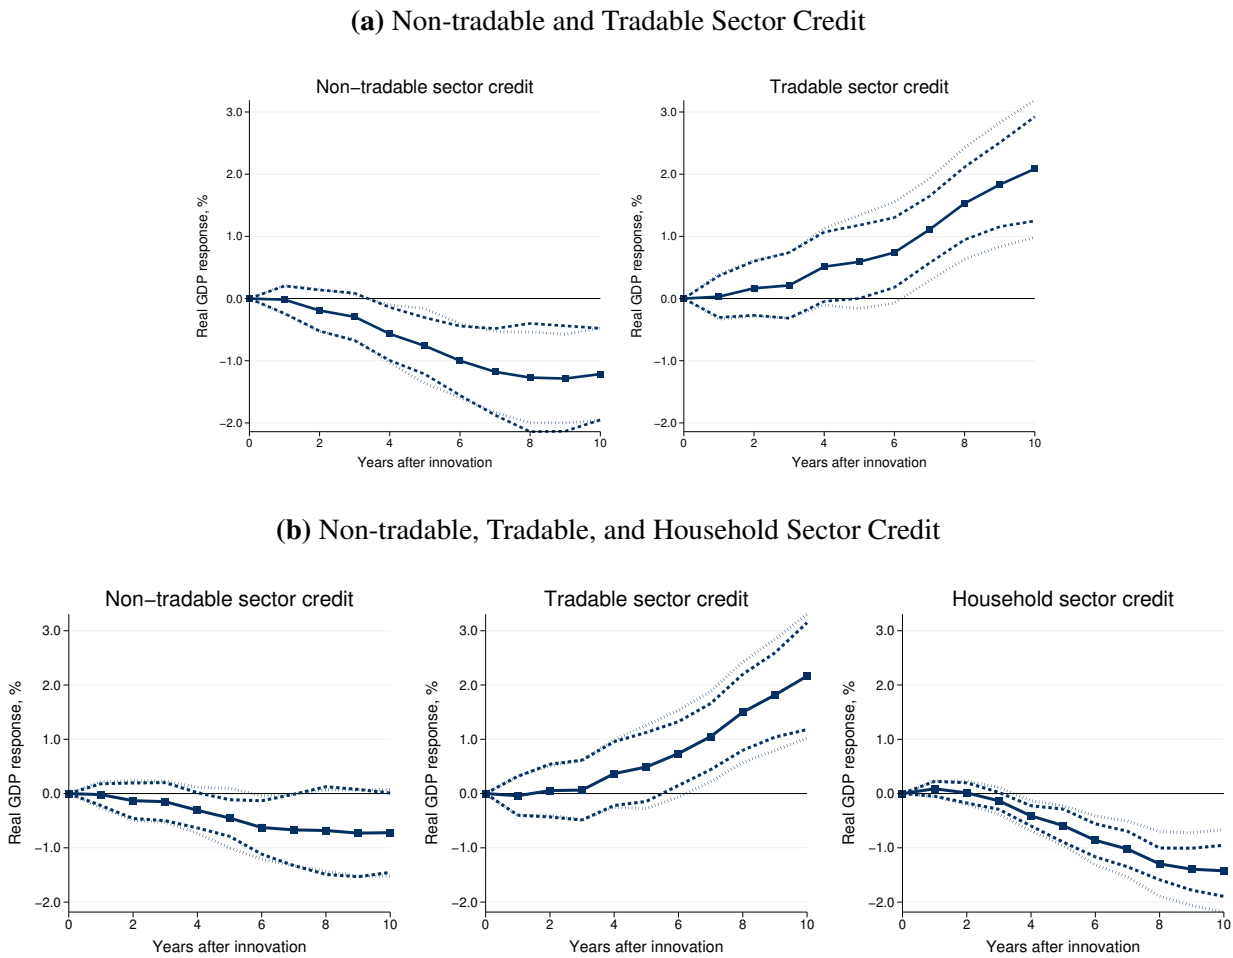 (a) Non-tradable and Tradable Sector Credit
Non−tradable sector credit
Real GDP response, %
3.0
2.0
1.0
0.0
−1.0
−2.0
0 2 4 6 8 10
Years after innovation
Tradable sector credit
Real GDP response, %
3.0
2.0
1.0
0.0
−1.0
−2.0
0 2 4 6 8 10
Years after innovation
(b) Non-tradable, Tradable, and Household Sector Credit
Non−tradable sector credit
Real GDP response, %
3.0
2.0
1.0
0.0
−1.0
−2.0
0 2 4 6 8 10
Years after innovation
Tradable sector credit
Real GDP response, %
3.0
2.0
1.0
0.0
−1.0
−2.0
0 2 4 6 8 10
Years after innovation
Household sector credit
Real GDP response, %
3.0
2.0
1.0
0.0
−1.0
−2.0
0 2 4 6 8 10
Years after innovation